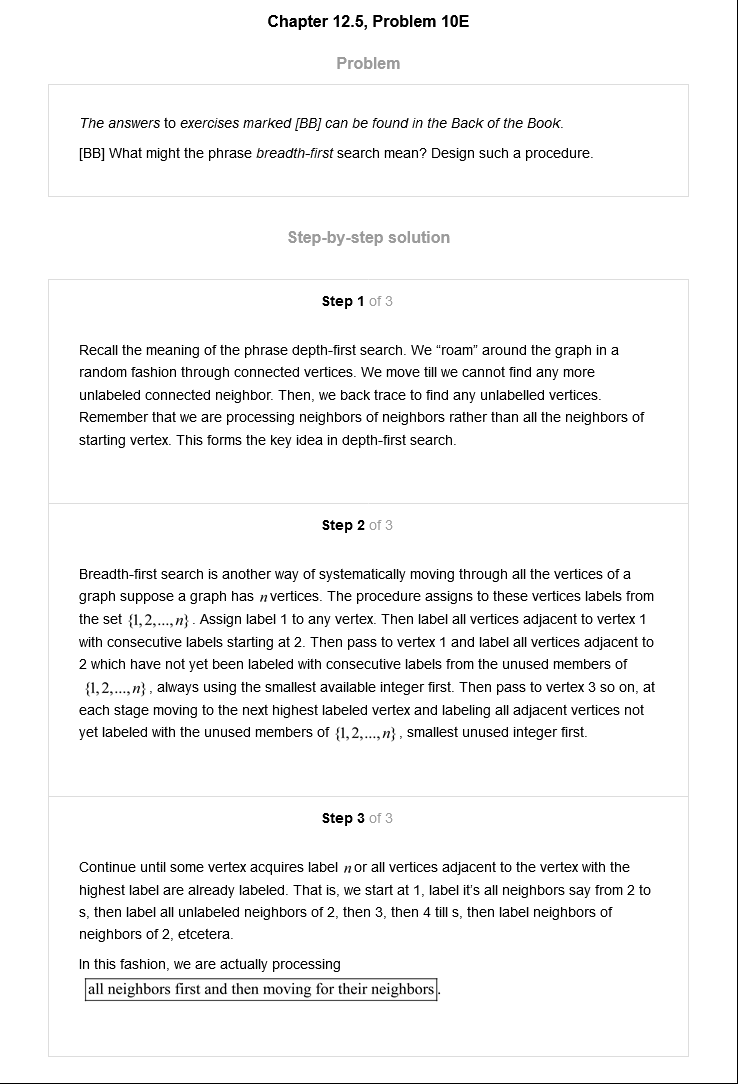 Chapter 12.5, Problem 10E
Problem
The answers to exercises marked [BB] can be found in the Back of the Book.
[BB] What might the phrase breadth-first search mean? Design such a procedure.
Step-by-step solution
Step 1 of 3
Recall the meaning of the phrase depth-first search. We “roam” around the graph in a
random fashion through connected vertices. We move till we cannot find any more
unlabeled connected neighbor. Then, we back trace to find any unlabelled vertices.
Remember that we are processing neighbors of neighbors rather than all the neighbors of
starting vertex. This forms the key idea in depth-first search.
Step 2 of 3
Breadth-first search is another way of systematically moving through all the vertices of a
graph suppose a graph has n vertices. The procedure assigns to these vertices labels from
the set {1,2,...,n}. Assign label 1 to any vertex. Then label all vertices adjacent to vertex 1
with consecutive labels starting at 2. Then pass to vertex 1 and label all vertices adjacent to
2 which have not yet been labeled with consecutive labels from the unused members of
{1,2,...,n}, always using the smallest available integer first. Then pass to vertex 3 so on, at
each stage moving to the next highest labeled vertex and labeling all adjacent vertices not
yet labeled with the unused members of {1,2,...,n}, smallest unused integer first.
Step 3 of 3
Continue until some vertex acquires label n or all vertices adjacent to the vertex with the
highest label are already labeled. That is, we start at 1, label it’s all neighbors say from 2 to
s, then label all unlabeled neighbors of 2, then 3, then 4 till s, then label neighbors of
neighbors of 2, etcetera.
In this fashion, we are actually processing
all neighbors first and then moving for their neighbors.